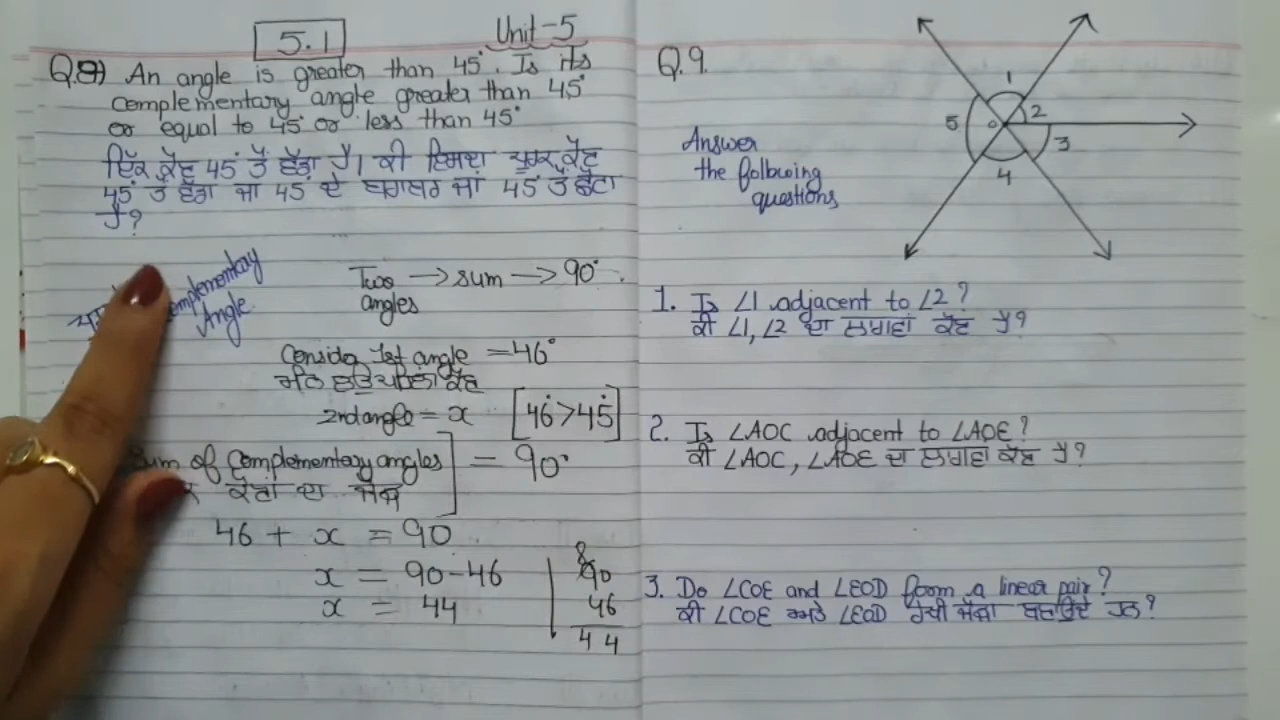 5.1
Unit-5
Q.8) An angle is greater than 45°. Is its
complementary angle greater than 45°
or equal to 45° or less than 45°
ਇੱਕ ਕੋਣ 45° ਤੋਂ ਵੱਡਾ ਹੈ। ਕੀ ਇਸਦਾ ਪੂਰਕ ਕੋਣ
45° ਤੋਂ ਵੱਡਾ ਜਾਂ 45° ਦੇ ਬਰਾਬਰ ਜਾਂ 45° ਤੋਂ ਛੋਟਾ
ਹੈ?
Complementary
Angle
Two → sum → 90°.
angles
Consider 1st angle = 46°
ਮੰਨ ਲਓ ਪਹਿਲਾ ਕੋਣ
2nd angle = x [46° > 45°]
Sum of Complementary angles = 90°
ਕੋਣਾਂ ਦਾ ਜੋੜ
46 + x = 90
x = 90-46
x = 44
8
90
46
44
Q.9.
Answer
the following
questions
1
2
3
4
5
o
1. Is ∠1 adjacent to ∠2?
ਕੀ ∠1, ∠2 ਦਾ ਲਾਗਵਾਂ ਕੋਣ ਹੈ?
2. Is ∠AOC adjacent to ∠AOE?
ਕੀ ∠AOC, ∠AOE ਦਾ ਲਾਗਵਾਂ ਕੋਣ ਹੈ?
3. Do ∠COE and ∠EOD form a linear pair?
ਕੀ ∠COE ਅਤੇ ∠EOD ਰੇਖੀ ਜੋੜਾ ਬਣਾਉਂਦੇ ਹਨ?